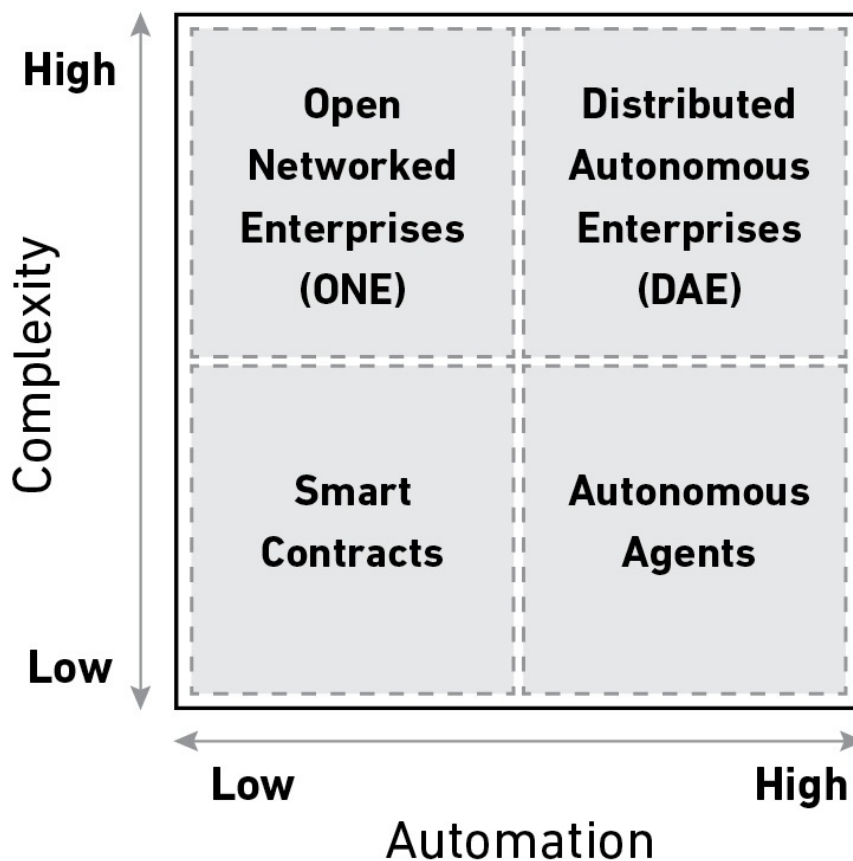 High
Complexity
Low
Open
Networked
Enterprises
(ONE)
Distributed
Autonomous
Enterprises
(DAE)
Smart
Contracts
Autonomous
Agents
Low
High
Automation